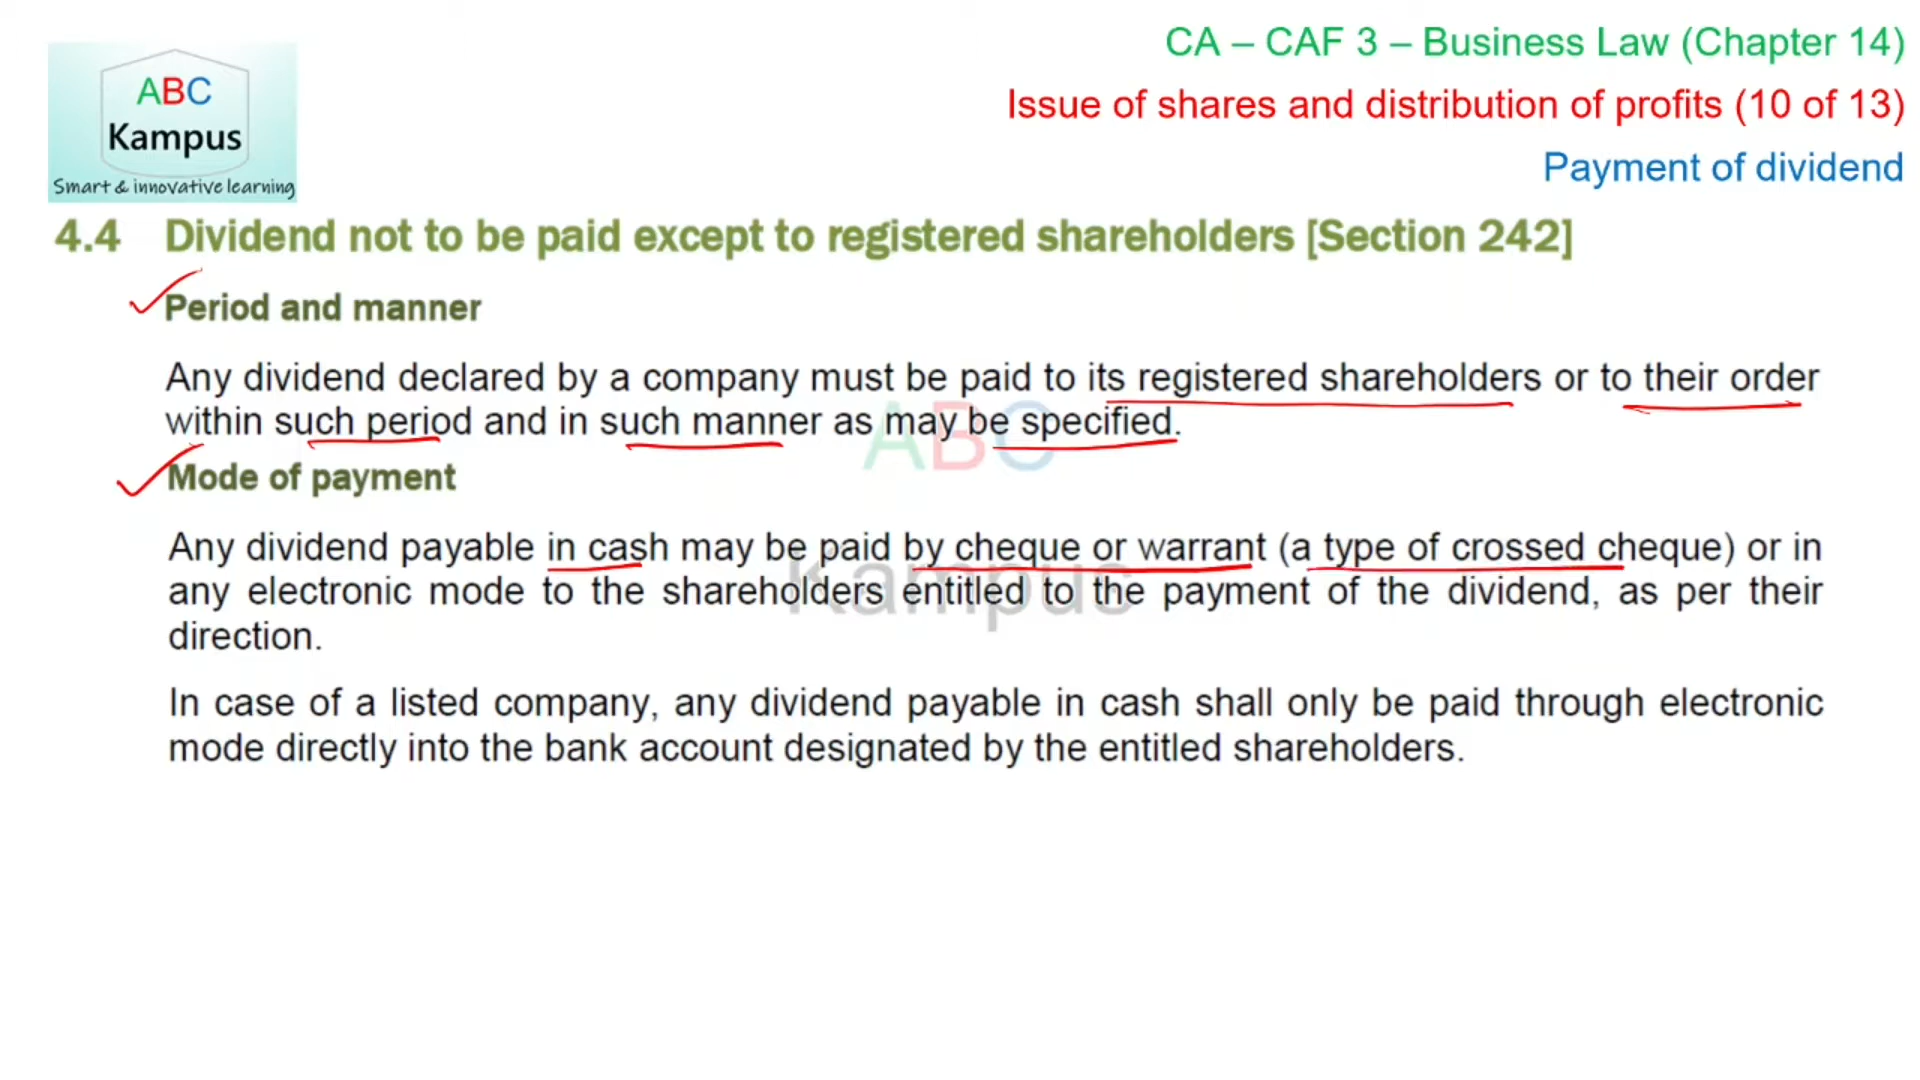 ABC
Kampus
Smart & innovative learning
CA – CAF 3 – Business Law (Chapter 14)
Issue of shares and distribution of profits (10 of 13)
Payment of dividend
4.4 Dividend not to be paid except to registered shareholders [Section 242]
Period and manner
Any dividend declared by a company must be paid to its registered shareholders or to their order
within such period and in such manner as may be specified.
Mode of payment
Any dividend payable in cash may be paid by cheque or warrant (a type of crossed cheque) or in
any electronic mode to the shareholders entitled to the payment of the dividend, as per their
direction.
In case of a listed company, any dividend payable in cash shall only be paid through electronic
mode directly into the bank account designated by the entitled shareholders.
ABC
Kampus